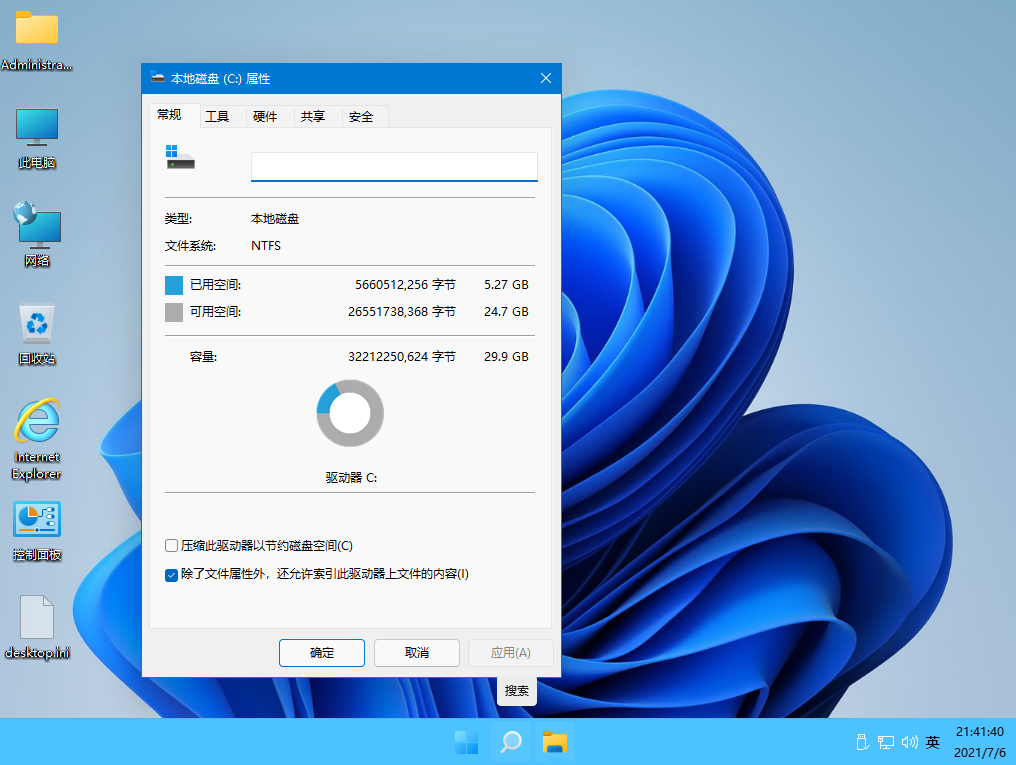 Administra...
此电脑
网络
回收站
Internet
Explorer
控制面板
desktop.ini
本地磁盘 (C:) 属性
常规 工具 硬件 共享 安全
类型: 本地磁盘
文件系统: NTFS
已用空间: 5660512,256 字节 5.27 GB
可用空间: 26551738,368 字节 24.7 GB
容量: 32212250,624 字节 29.9 GB
驱动器 C:
压缩此驱动器以节约磁盘空间(C)
除了文件属性外，还允许索引此驱动器上文件的内容(I)
确定 取消 应用(A)
搜索
英
21:41:40
2021/7/6